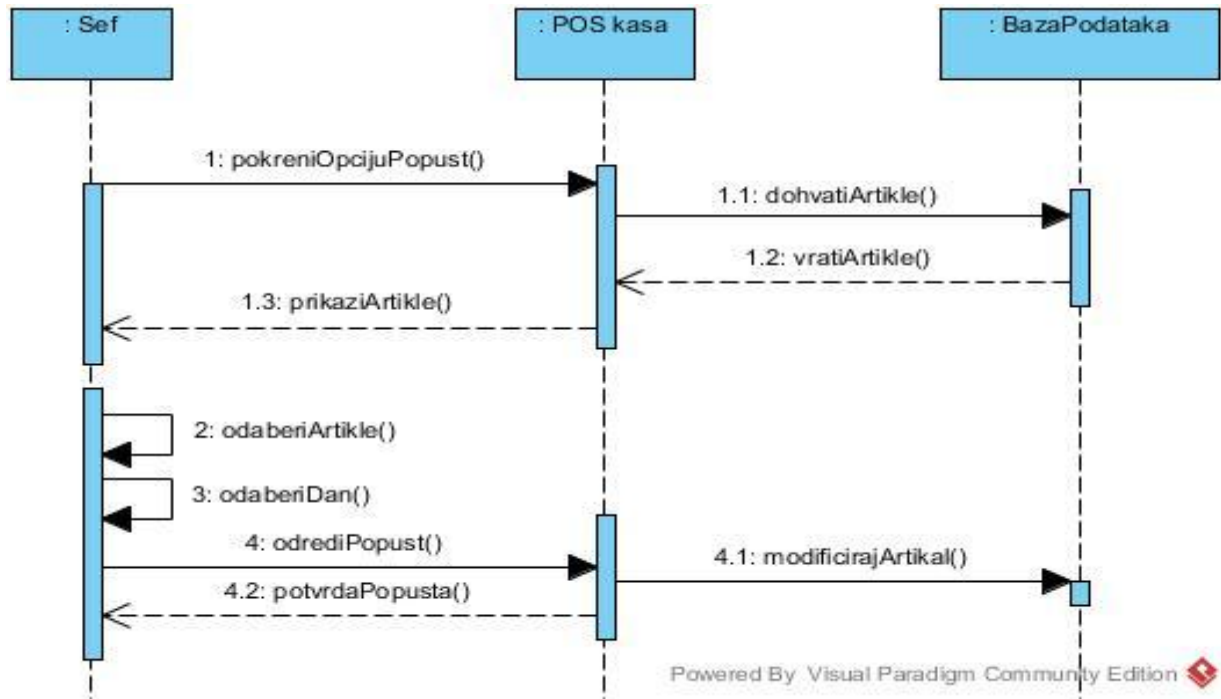 : Sef
: POS kasa
: BazaPodataka
1: pokreniOpcijuPopust()
1.1: dohvatiArtikle()
1.2: vratiArtikle()
1.3: prikaziArtikle()
2: odaberiArtikle()
3: odaberiDan()
4: odrediPopust()
4.1: modificirajArtikal()
4.2: potvrdaPopusta()
Powered By Visual Paradigm Community Edition